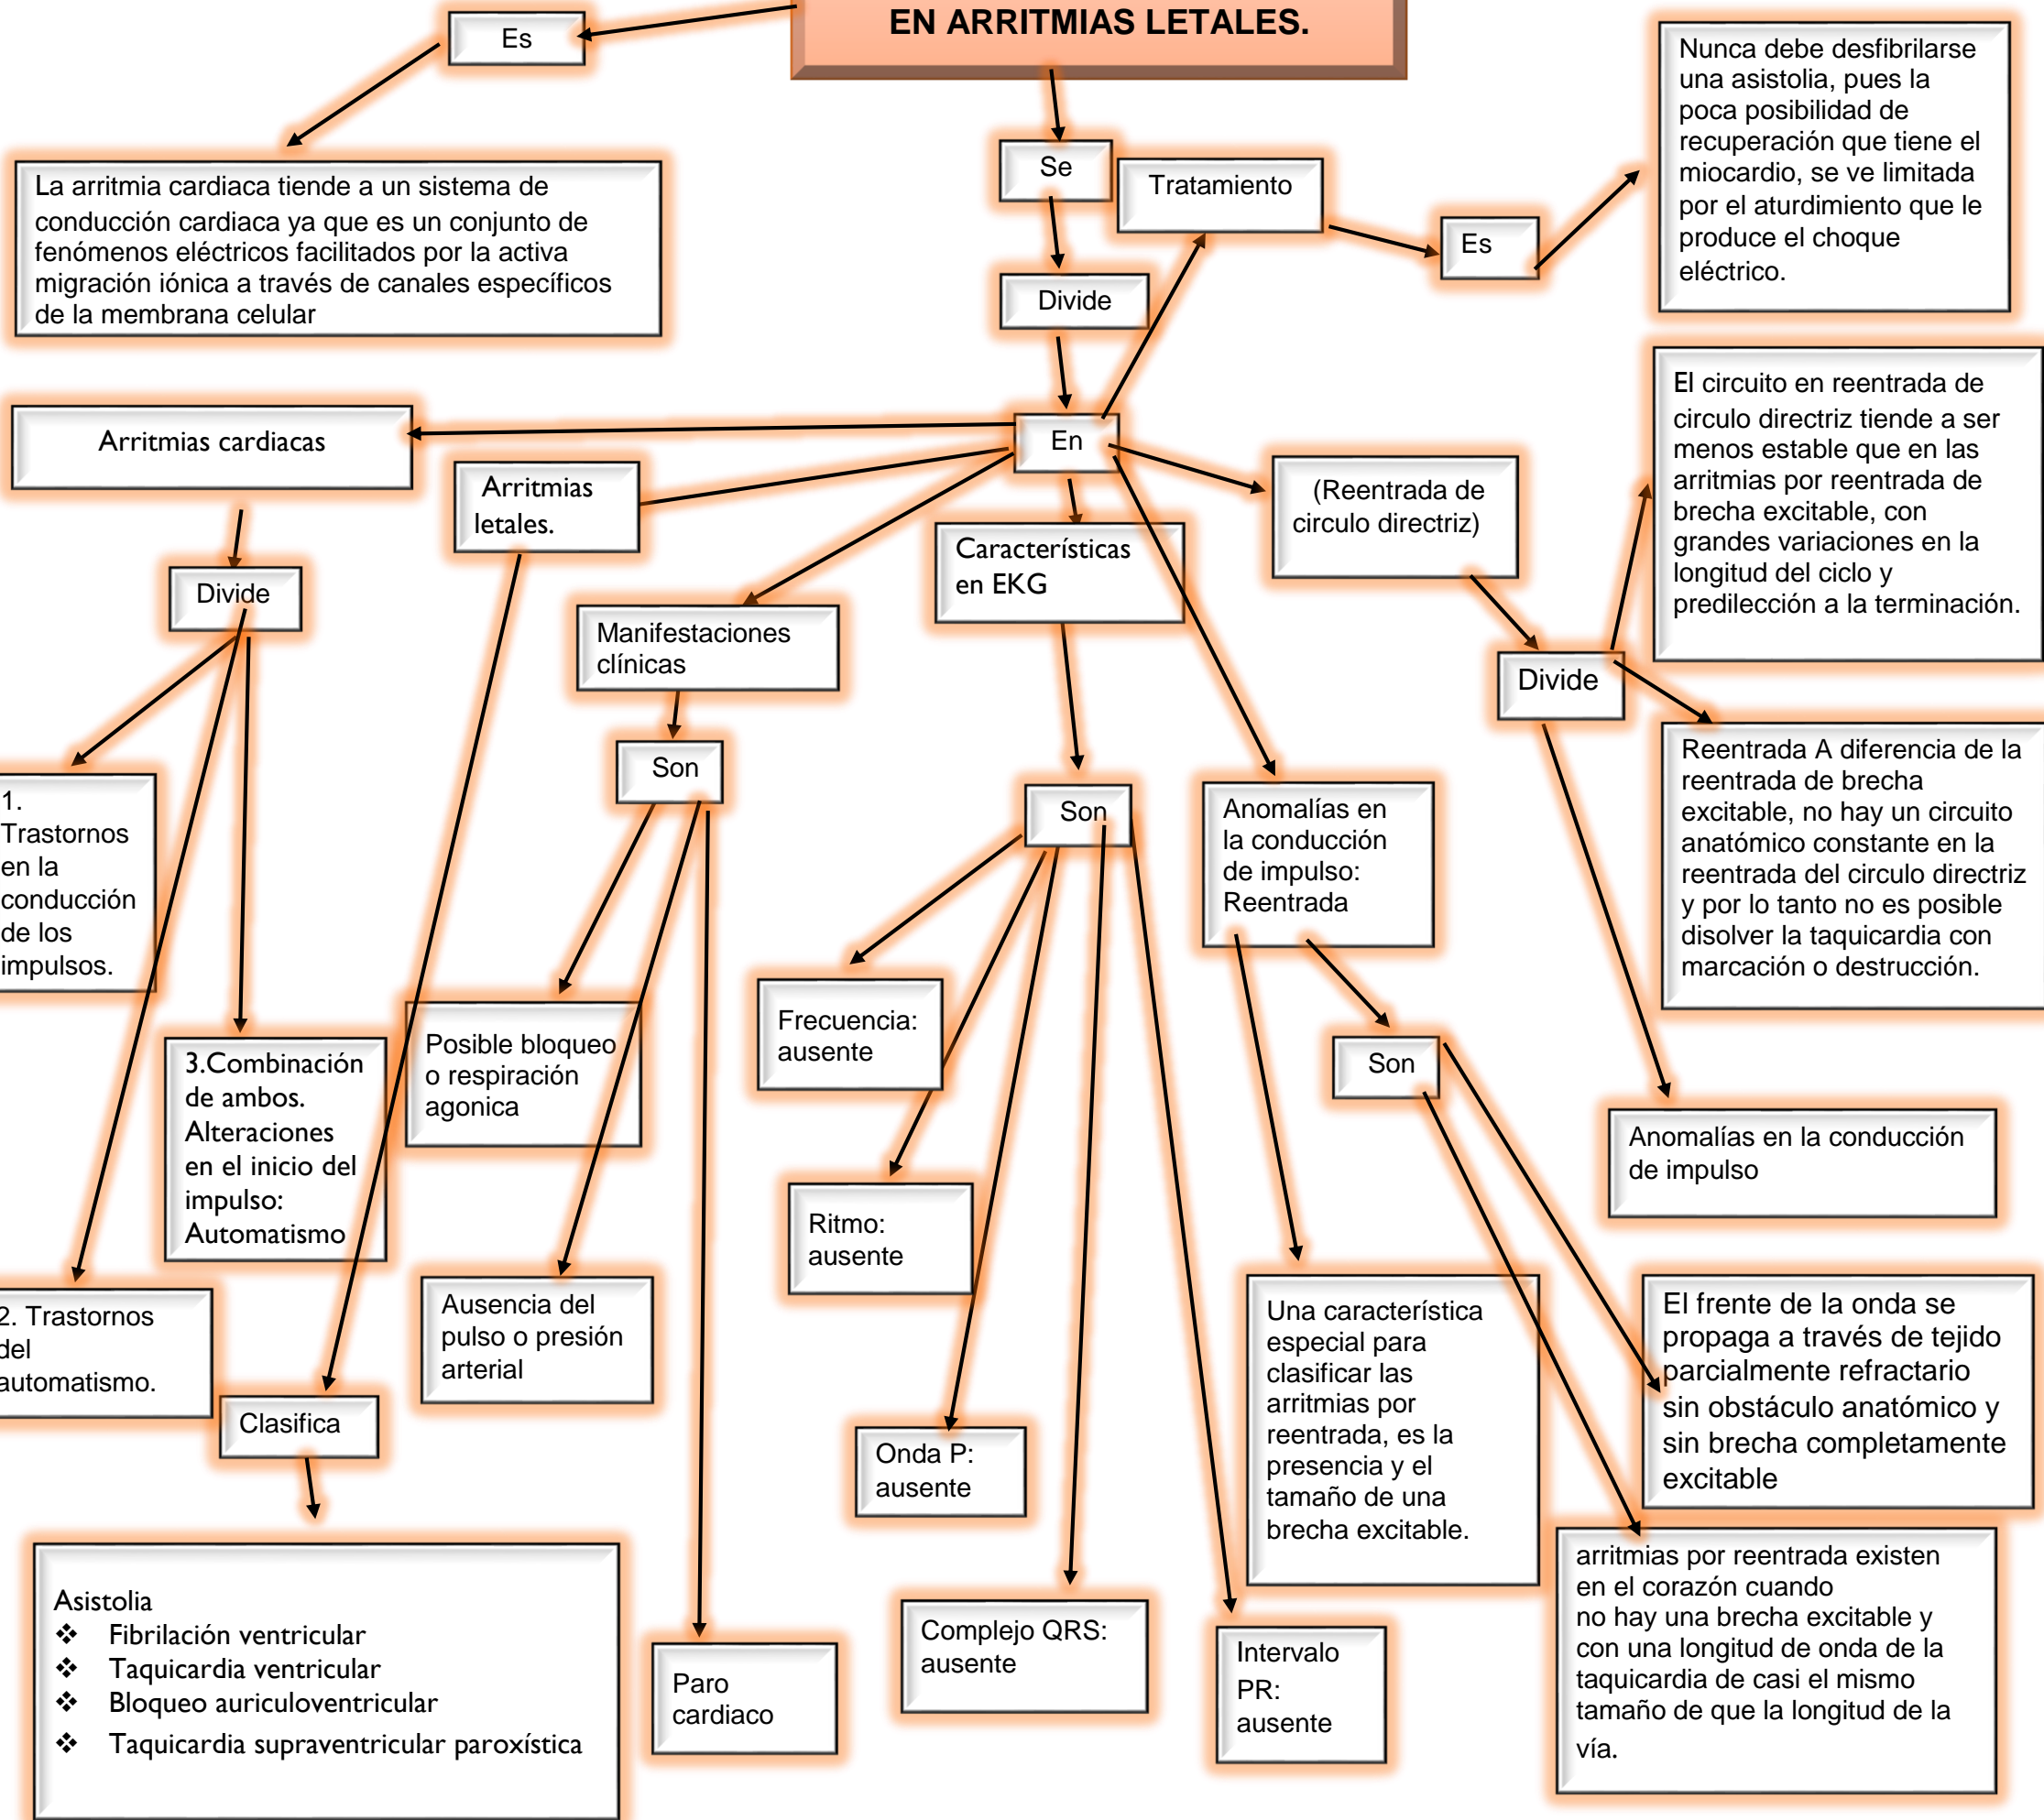 EN ARRITMIAS LETALES.
Es
La arritmia cardiaca tiende a un sistema de
conducción cardiaca ya que es un conjunto de
fenómenos eléctricos facilitados por la activa
migración iónica a través de canales específicos
de la membrana celular
Se
Divide
En
Tratamiento
Es
Nunca debe desfibrilarse
una asistolia, pues la
poca posibilidad de
recuperación que tiene el
miocardio, se ve limitada
por el aturdimiento que le
produce el choque
eléctrico.
Arritmias cardiacas
Divide
1.
Trastornos
en la
conducción
de los
impulsos.
2. Trastornos
del
automatismo.
3.Combinación
de ambos.
Alteraciones
en el inicio del
impulso:
Automatismo
Arritmias
letales.
Clasifica
Asistolia
❖ Fibrilación ventricular
❖ Taquicardia ventricular
❖ Bloqueo auriculoventricular
❖ Taquicardia supraventricular paroxística
Manifestaciones
clínicas
Son
Posible bloqueo
o respiración
agonica
Ausencia del
pulso o presión
arterial
Paro
cardiaco
Características
en EKG
Son
Frecuencia:
ausente
Ritmo:
ausente
Onda P:
ausente
Complejo QRS:
ausente
Intervalo
PR:
ausente
Anomalías en
la conducción
de impulso:
Reentrada
Una característica
especial para
clasificar las
arritmias por
reentrada, es la
presencia y el
tamaño de una
brecha excitable.
Son
El frente de la onda se
propaga a través de tejido
parcialmente refractario
sin obstáculo anatómico y
sin brecha completamente
excitable
arritmias por reentrada existen
en el corazón cuando
no hay una brecha excitable y
con una longitud de onda de la
taquicardia de casi el mismo
tamaño de que la longitud de la
vía.
(Reentrada de
circulo directriz)
Divide
El circuito en reentrada de
circulo directriz tiende a ser
menos estable que en las
arritmias por reentrada de
brecha excitable, con
grandes variaciones en la
longitud del ciclo y
predilección a la terminación.
Reentrada A diferencia de la
reentrada de brecha
excitable, no hay un circuito
anatómico constante en la
reentrada del circulo directriz
y por lo tanto no es posible
disolver la taquicardia con
marcación o destrucción.
Anomalías en la conducción
de impulso